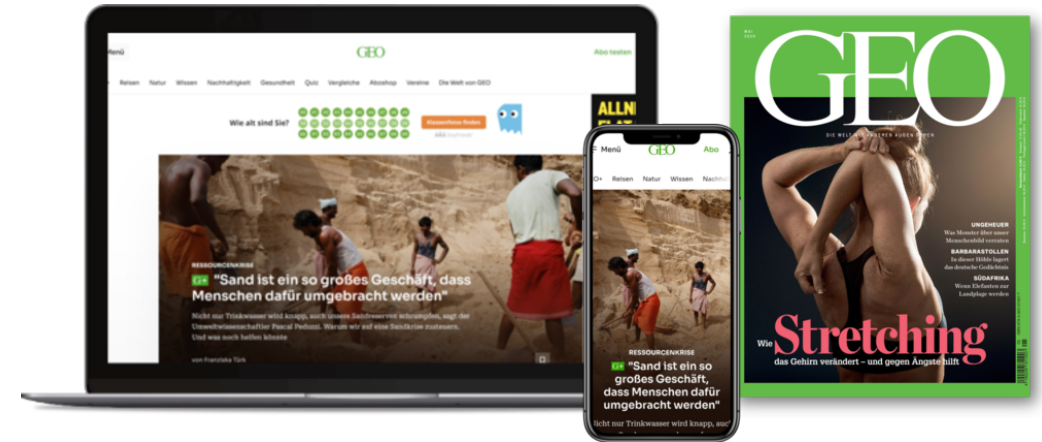 Menü
GEO
Abo testen
Reisen Natur Wissen Nachhaltigkeit Gesundheit Quiz Vergleiche Aboshop Vereine Die Welt von GEO
Wie alt sind Sie?
ALLN
RESSOURCENKRISE
G+ "Sand ist ein so großes Geschäft, dass
Menschen dafür umgebracht werden"
Nicht nur Trinkwasser wird knapp, auch unsere Sandreserven schrumpfen, sagt der
Umweltwissenschaftler Pascal Peduzzi. Warum wir auf eine Sandkrise zusteuern.
Und was noch helfen könnte
von Franziska Türk
Menü
GEO
Abo
Reisen Natur Wissen Nachha
RESSOURCENKRISE
G+ "Sand ist ein so
großes Geschäft,
dass Menschen dafür
umgebracht werden"
Nicht nur Trinkwasser wird knapp, auc
MAI
GEO
DIE WELT MIT ANDEREN AUGEN SEHEN
UNGEHEUER
Was Monster über unser
Menschenbild verraten
BARBARASTOLLEN
In dieser Höhle lagert
das deutsche Gedächtnis
SÜDAFRIKA
Wenn Elefanten zur
Landplage werden
Wie Stretching
das Gehirn verändert – und gegen Ängste hilft